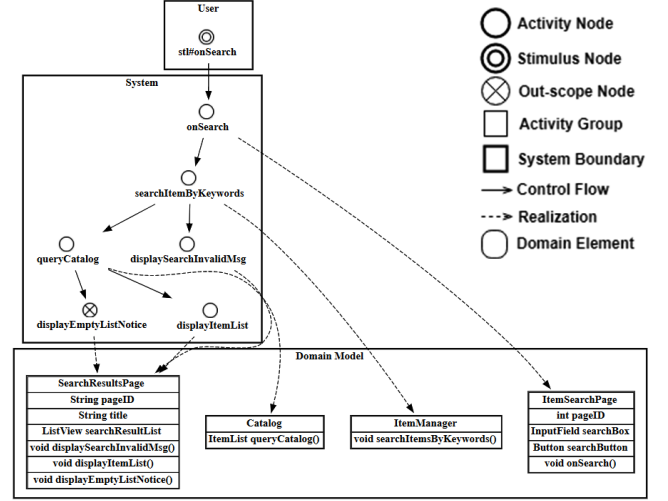 User
stl#onSearch
System
onSearch
searchItemByKeywords
queryCatalog
displaySearchInvalidMsg
displayEmptyListNotice
displayItemList
Activity Node
Stimulus Node
Out-scope Node
Activity Group
System Boundary
Control Flow
Realization
Domain Element
Domain Model
SearchResultsPage
String pageID
String title
ListView searchResultList
void displaySearchInvalidMsg()
void displayItemList()
void displayEmptyListNotice()
Catalog
ItemList queryCatalog()
ItemManager
void searchItemsByKeywords()
ItemSearchPage
int pageID
InputField searchBox
Button searchButton
void onSearch()